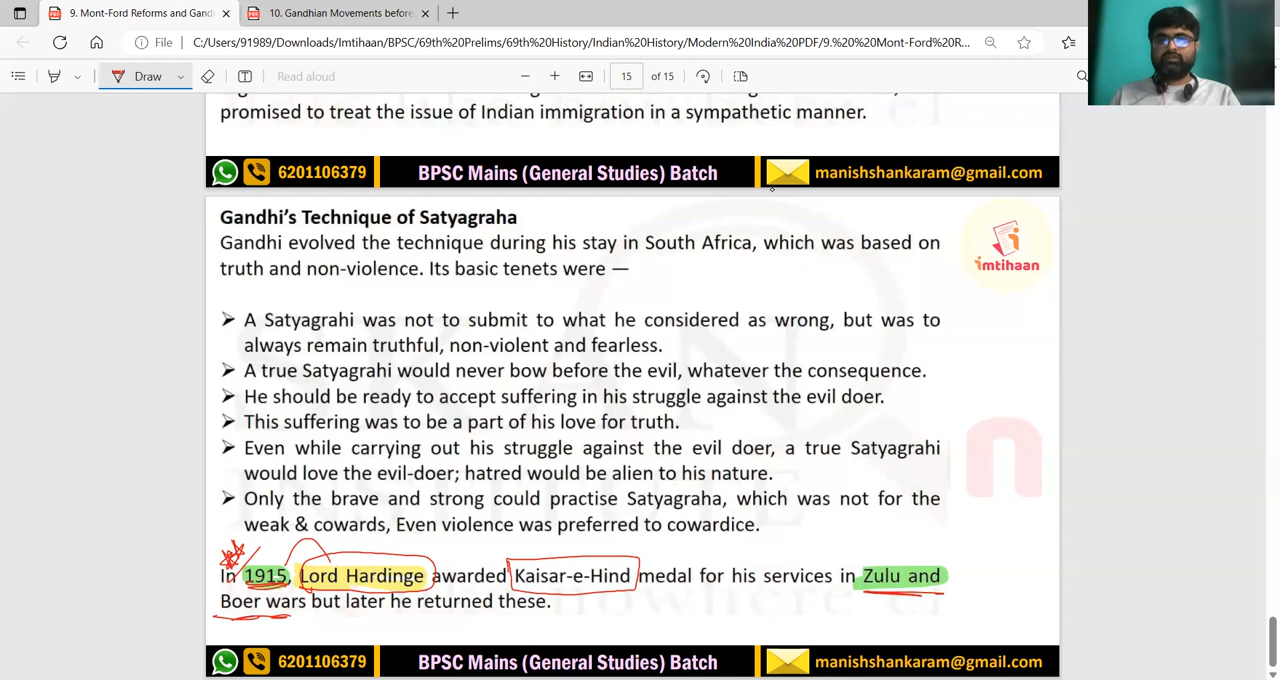 9. Mont-Ford Reforms and Gandh
10. Gandhian Movements before
File
C:/Users/91989/Downloads/Imtihaan/BPSC/69th%20Prelims/69th%20History/Indian%20History/Modern%20India%20PDF/9.%20%20Mont-Ford%20R...
Draw
Read aloud
15 of 15
promised to treat the issue of Indian immigration in a sympathetic manner.
6201106379 BPSC Mains (General Studies) Batch manishshankaram@gmail.com
Gandhi's Technique of Satyagraha
Gandhi evolved the technique during his stay in South Africa, which was based on
truth and non-violence. Its basic tenets were —
imtihaan
➢ A Satyagrahi was not to submit to what he considered as wrong, but was to
always remain truthful, non-violent and fearless.
➢ A true Satyagrahi would never bow before the evil, whatever the consequence.
➢ He should be ready to accept suffering in his struggle against the evil doer.
➢ This suffering was to be a part of his love for truth.
➢ Even while carrying out his struggle against the evil doer, a true Satyagrahi
would love the evil-doer; hatred would be alien to his nature.
➢ Only the brave and strong could practise Satyagraha, which was not for the
weak & cowards, Even violence was preferred to cowardice.
In 1915, Lord Hardinge awarded Kaisar-e-Hind medal for his services in Zulu and
Boer wars but later he returned these.
6201106379 BPSC Mains (General Studies) Batch manishshankaram@gmail.com